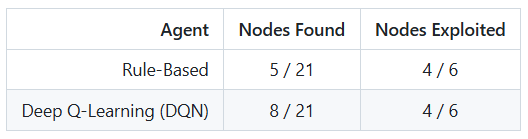 Agent Nodes Found Nodes Exploited
Rule-Based 5 / 21 4 / 6
Deep Q-Learning (DQN) 8 / 21 4 / 6